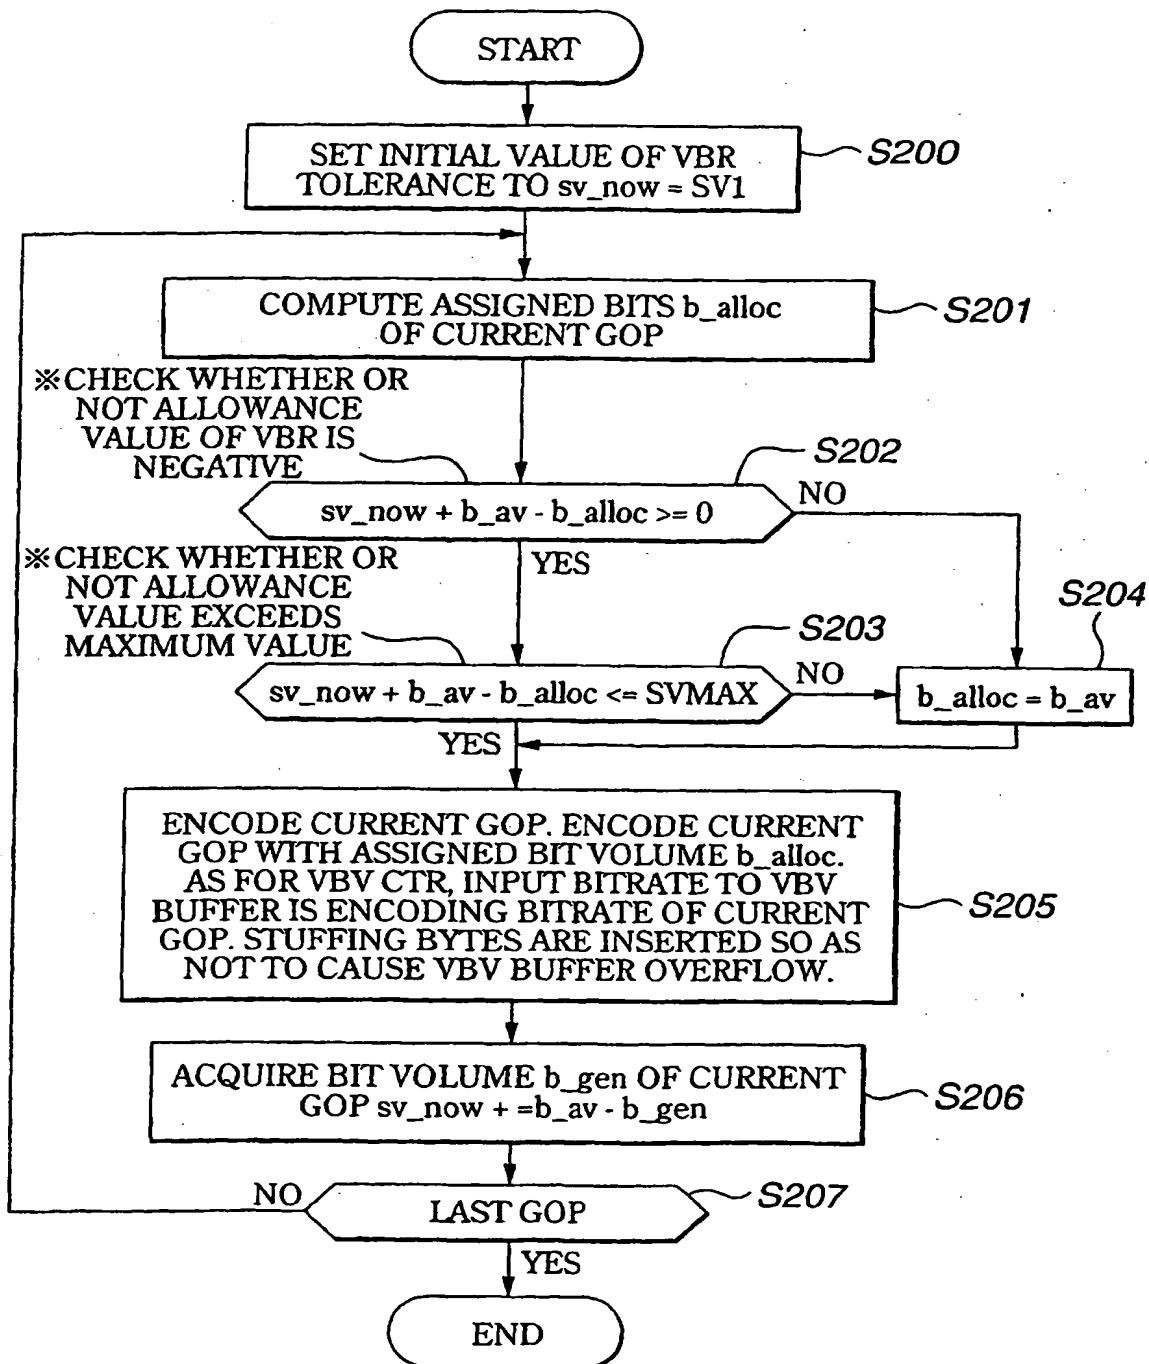 START
SET INITIAL VALUE OF VBR
TOLERANCE TO sv_now = SV1
S200
COMPUTE ASSIGNED BITS b_alloc
OF CURRENT GOP
S201
※CHECK WHETHER OR
NOT ALLOWANCE
VALUE OF VBR IS
NEGATIVE
S202
sv_now + b_av - b_alloc >= 0
NO
YES
※CHECK WHETHER OR
NOT ALLOWANCE
VALUE EXCEEDS
MAXIMUM VALUE
S203
S204
sv_now + b_av - b_alloc <= SVMAX
NO
b_alloc = b_av
YES
ENCODE CURRENT GOP. ENCODE CURRENT
GOP WITH ASSIGNED BIT VOLUME b_alloc.
AS FOR VBV CTR, INPUT BITRATE TO VBV
BUFFER IS ENCODING BITRATE OF CURRENT
GOP. STUFFING BYTES ARE INSERTED SO AS
NOT TO CAUSE VBV BUFFER OVERFLOW.
S205
ACQUIRE BIT VOLUME b_gen OF CURRENT
GOP sv_now + =b_av - b_gen
S206
NO
LAST GOP
S207
YES
END